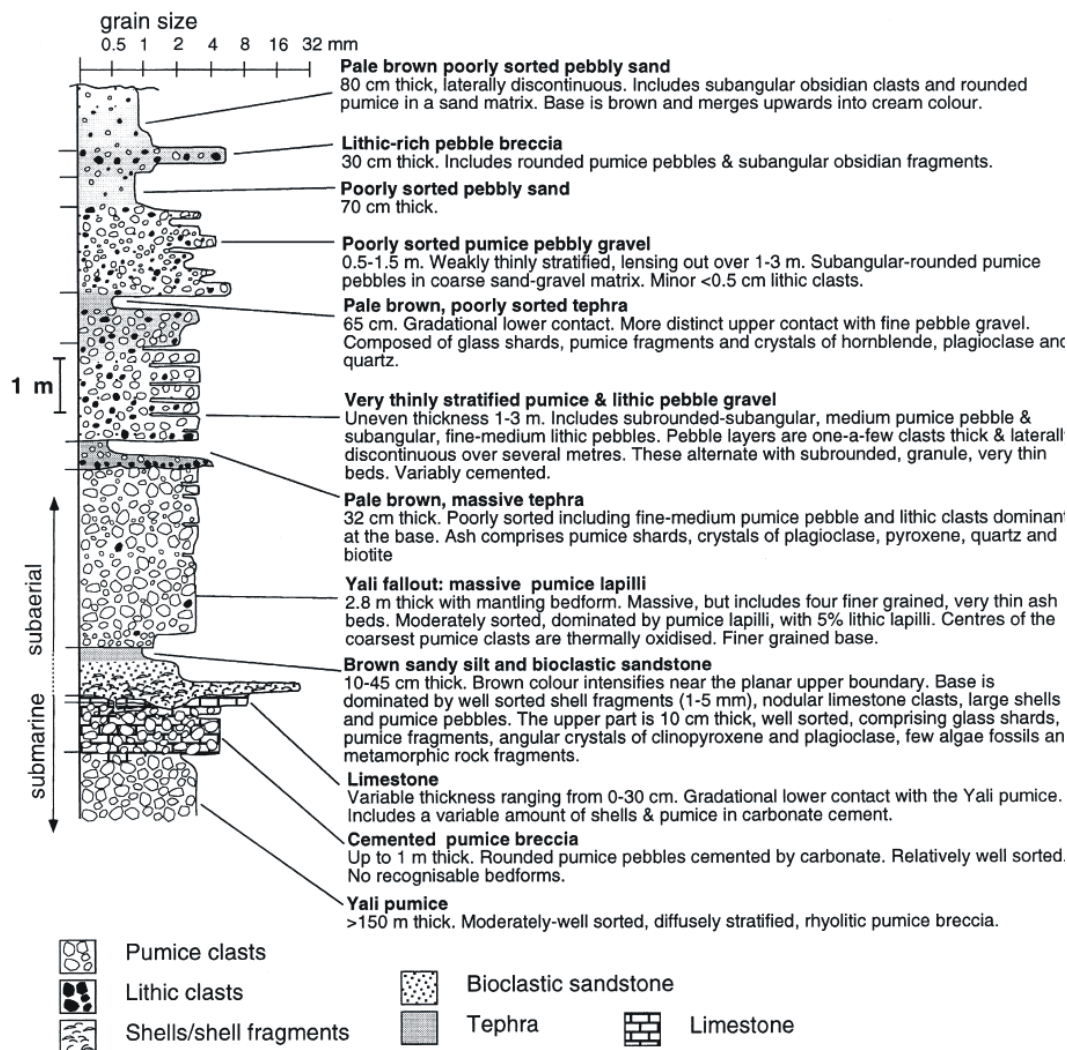 grain size
0.5 1 2 4 8 16 32 mm
Pale brown poorly sorted pebbly sand
80 cm thick, laterally discontinuous. Includes subangular obsidian clasts and rounded
pumice in a sand matrix. Base is brown and merges upwards into cream colour.
Lithic-rich pebble breccia
30 cm thick. Includes rounded pumice pebbles & subangular obsidian fragments.
Poorly sorted pebbly sand
70 cm thick.
Poorly sorted pumice pebbly gravel
0.5-1.5 m. Weakly thinly stratified, lensing out over 1-3 m. Subangular-rounded pumice
pebbles in coarse sand-gravel matrix. Minor <0.5 cm lithic clasts.
Pale brown, poorly sorted tephra
65 cm. Gradational lower contact. More distinct upper contact with fine pebble gravel.
Composed of glass shards, pumice fragments and crystals of hornblende, plagioclase and
quartz.
1 m
Very thinly stratified pumice & lithic pebble gravel
Uneven thickness 1-3 m. Includes subrounded-subangular, medium pumice pebble &
subangular, fine-medium lithic pebbles. Pebble layers are one-a-few clasts thick & laterally
discontinuous over several metres. These alternate with subrounded, granule, very thin
beds. Variably cemented.
Pale brown, massive tephra
32 cm thick. Poorly sorted including fine-medium pumice pebble and lithic clasts dominant
at the base. Ash comprises pumice shards, crystals of plagioclase, pyroxene, quartz and
biotite
subaerial
Yali fallout: massive pumice lapilli
2.8 m thick with mantling bedform. Massive, but includes four finer grained, very thin ash
beds. Moderately sorted, dominated by pumice lapilli, with 5% lithic lapilli. Centres of the
coarsest pumice clasts are thermally oxidised. Finer grained base.
Brown sandy silt and bioclastic sandstone
10-45 cm thick. Brown colour intensifies near the planar upper boundary. Base is
dominated by well sorted shell fragments (1-5 mm), nodular limestone clasts, large shells
and pumice pebbles. The upper part is 10 cm thick, well sorted, comprising glass shards,
pumice fragments, angular crystals of clinopyroxene and plagioclase, few algae fossils an
metamorphic rock fragments.
submarine
Limestone
Variable thickness ranging from 0-30 cm. Gradational lower contact with the Yali pumice.
Includes a variable amount of shells & pumice in carbonate cement.
Cemented pumice breccia
Up to 1 m thick. Rounded pumice pebbles cemented by carbonate. Relatively well sorted.
No recognisable bedforms.
Yali pumice
>150 m thick. Moderately-well sorted, diffusely stratified, rhyolitic pumice breccia.
Pumice clasts
Lithic clasts
Shells/shell fragments
Bioclastic sandstone
Tephra
Limestone